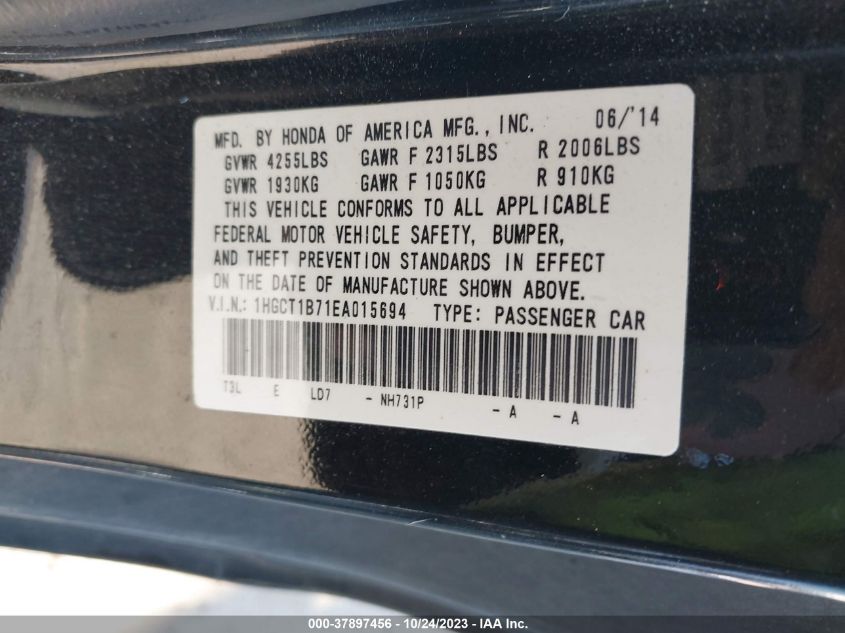 MFD. BY HONDA OF AMERICA MFG., INC. 06/'14
GVWR 4255LBS GAWR F 2315LBS R 2006LBS
GVWR 1930KG GAWR F 1050KG R 910KG
THIS VEHICLE CONFORMS TO ALL APPLICABLE
FEDERAL MOTOR VEHICLE SAFETY, BUMPER,
AND THEFT PREVENTION STANDARDS IN EFFECT
ON THE DATE OF MANUFACTURE SHOWN ABOVE.
V.I.N.: 1HGCT1B71EA015694 TYPE: PASSENGER CAR
T3L E LD7 - NH731P - A - A
000-37897456 - 10/24/2023 - IAA Inc.